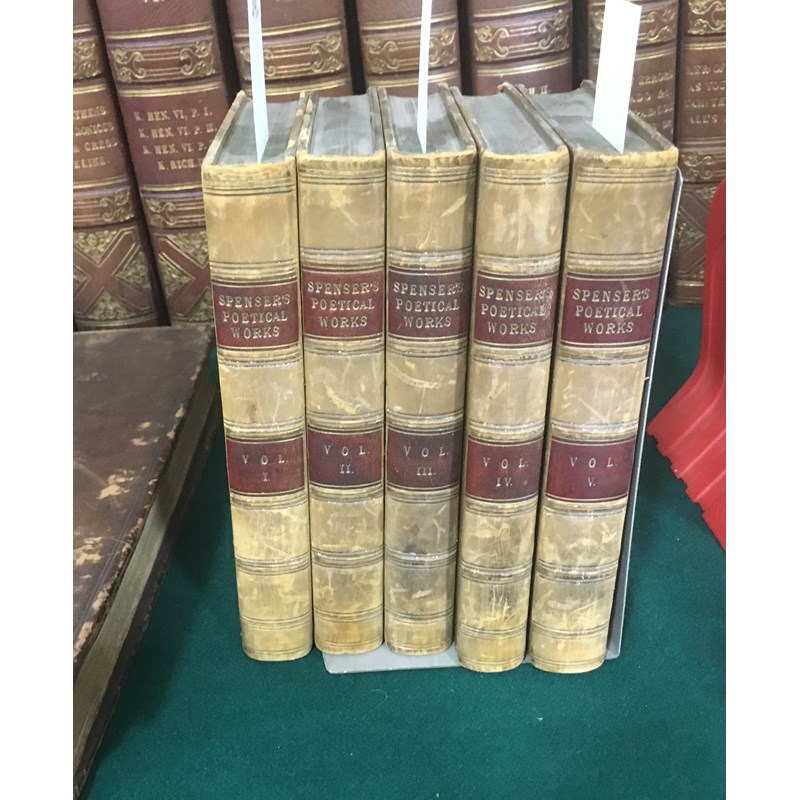 K. HEN. VI, P. I.
K. HEN. VI, P. II
K. HEN. VI, P.
K. RICH.
SPENSER'S
POETICAL
WORKS
VOL.
I.
SPENSER'S
POETICAL
WORKS
VOL.
II.
SPENSER'S
POETICAL
WORKS
VOL.
III.
SPENSER'S
POETICAL
WORKS
VOL.
IV.
SPENSER'S
POETICAL
WORKS
VOL.
V.